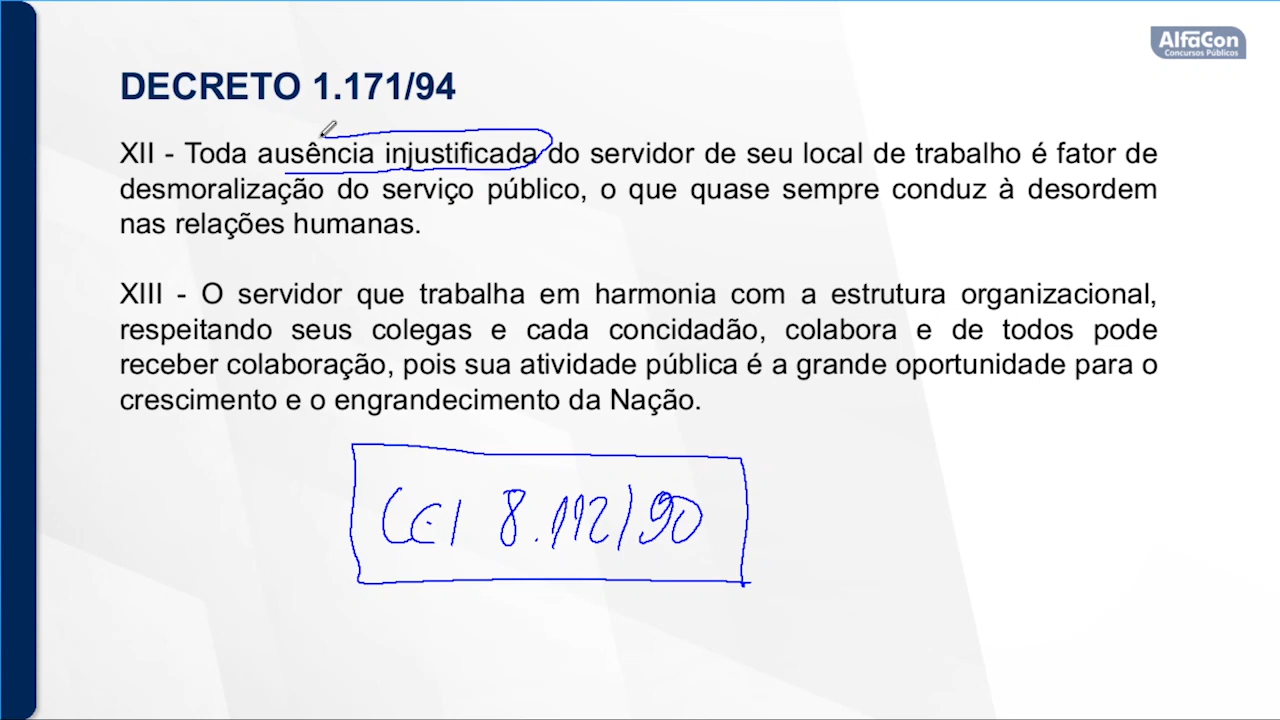 AlfaCon
Concursos Públicos
DECRETO 1.171/94
XII - Toda ausência injustificada do servidor de seu local de trabalho é fator de
desmoralização do serviço público, o que quase sempre conduz à desordem
nas relações humanas.
XIII - O servidor que trabalha em harmonia com a estrutura organizacional,
respeitando seus colegas e cada concidadão, colabora e de todos pode
receber colaboração, pois sua atividade pública é a grande oportunidade para o
crescimento e o engrandecimento da Nação.
LEI 8.112/90